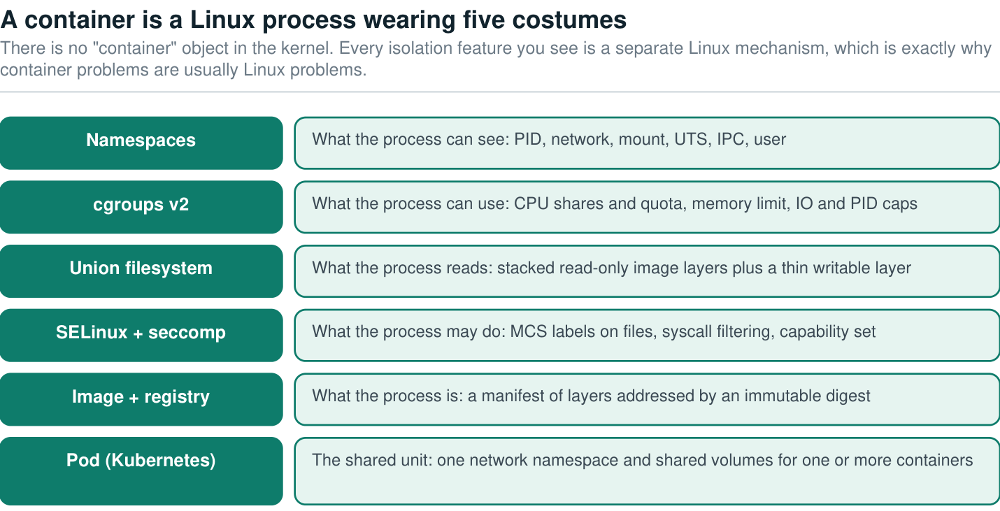 A container is a Linux process wearing five costumes
There is no "container" object in the kernel. Every isolation feature you see is a separate Linux mechanism, which is exactly why
container problems are usually Linux problems.
Namespaces
What the process can see: PID, network, mount, UTS, IPC, user
cgroups v2
What the process can use: CPU shares and quota, memory limit, IO and PID caps
Union filesystem
What the process reads: stacked read-only image layers plus a thin writable layer
SELinux + seccomp
What the process may do: MCS labels on files, syscall filtering, capability set
Image + registry
What the process is: a manifest of layers addressed by an immutable digest
Pod (Kubernetes)
The shared unit: one network namespace and shared volumes for one or more containers